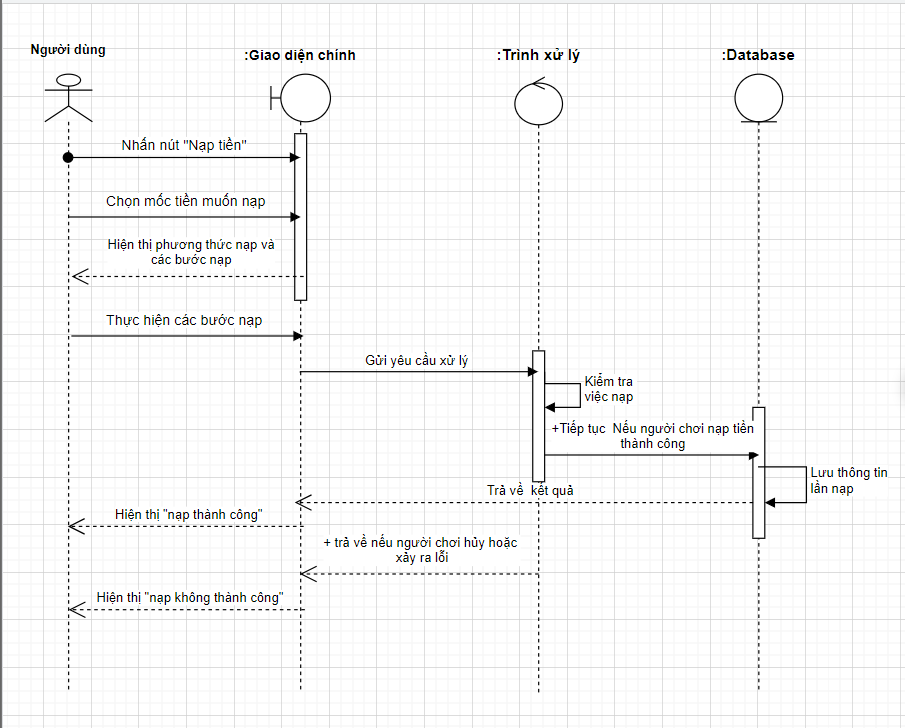 Người dùng
:Giao diện chính
:Trình xử lý
:Database
Nhấn nút "Nạp tiền"
Chọn mốc tiền muốn nạp
Hiện thị phương thức nạp và
các bước nạp
Thực hiện các bước nạp
Gửi yêu cầu xử lý
Kiểm tra
việc nạp
+Tiếp tục  Nếu người chơi nạp tiền
thành công
Lưu thông tin
lần nạp
Trả về  kết quả
Hiện thị "nạp thành công"
+ trả về nếu người chơi hủy hoặc
xảy ra lỗi
Hiện thị "nạp không thành công"